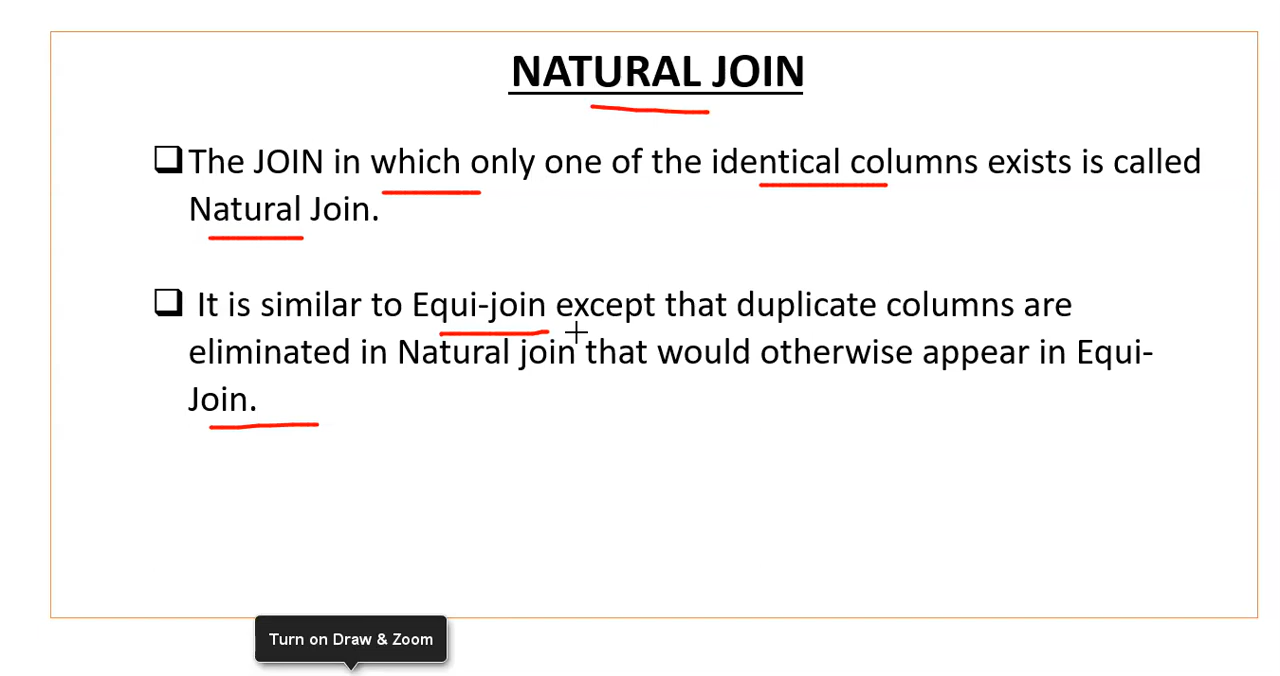 NATURAL JOIN
❑The JOIN in which only one of the identical columns exists is called
Natural Join.
❑ It is similar to Equi-join except that duplicate columns are
eliminated in Natural join that would otherwise appear in Equi-
Join.
Turn on Draw & Zoom